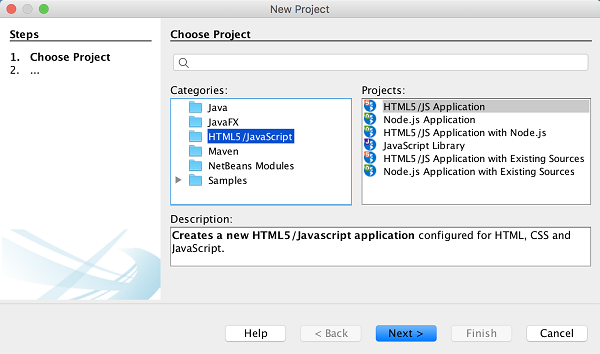 New Project
Steps
1. Choose Project
2. ...
Choose Project
Categories:
Java
JavaFX
HTML5/JavaScript
Maven
NetBeans Modules
Samples
Projects:
HTML5/JS Application
Node.js Application
HTML5/JS Application with Node.js
JavaScript Library
HTML5/JS Application with Existing Sources
Node.js Application with Existing Sources
Description:
Creates a new HTML5/Javascript application configured for HTML, CSS and
JavaScript.
Help
< Back
Next >
Finish
Cancel